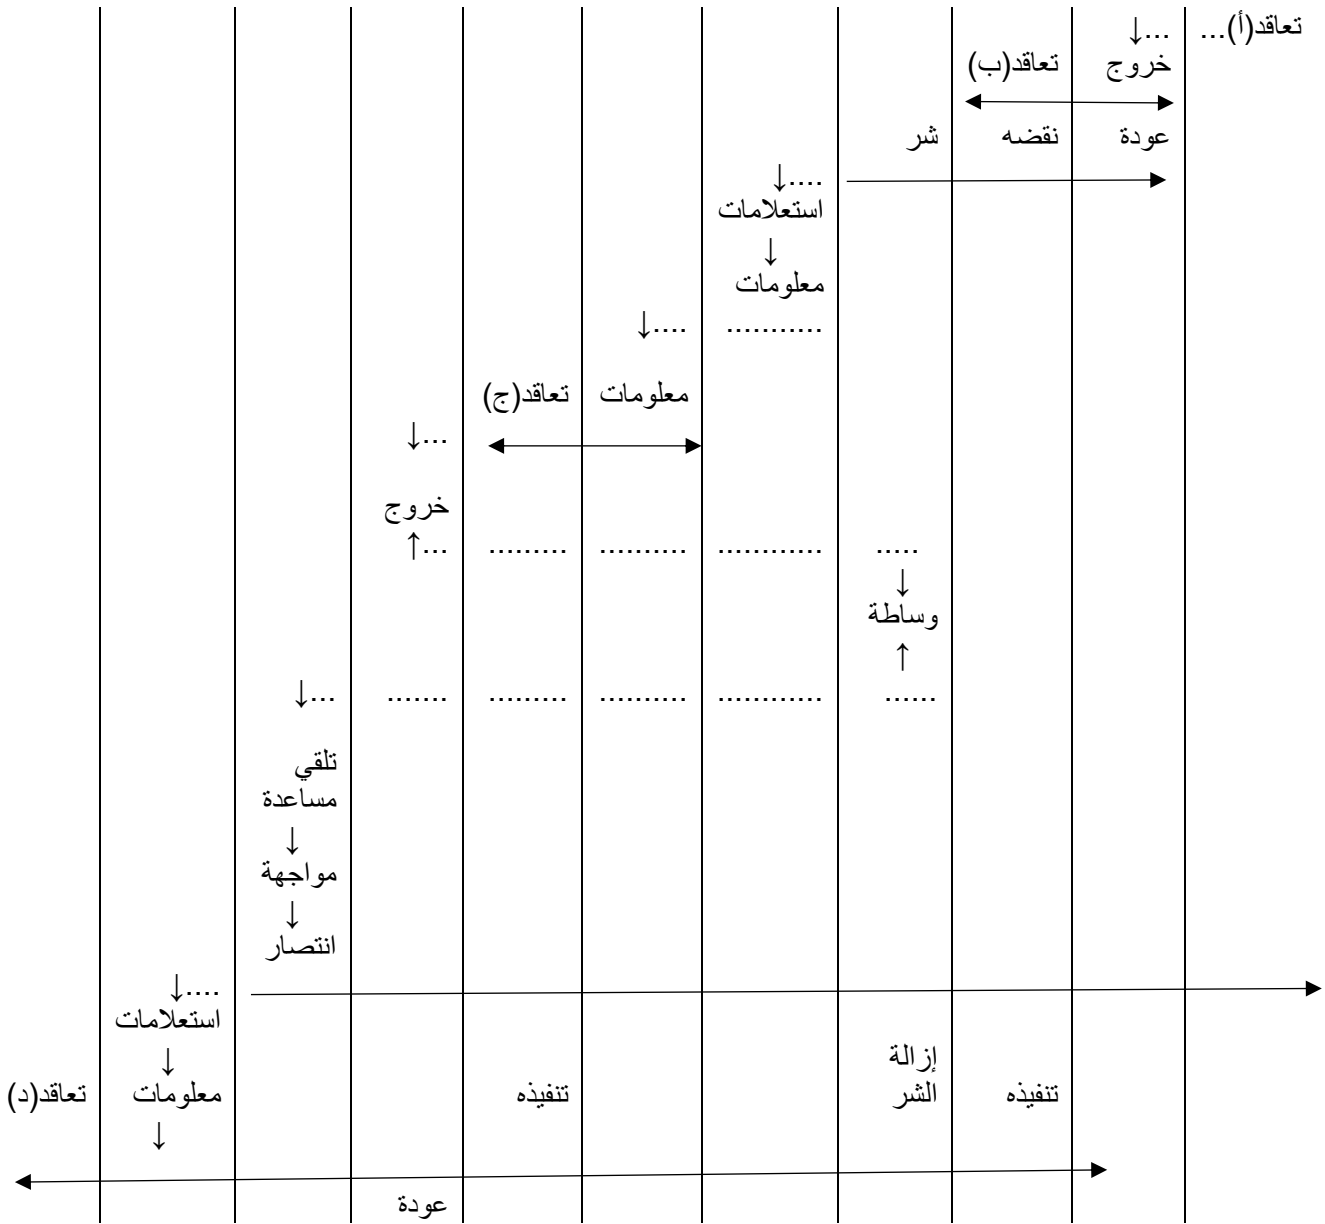 تعاقد(أ)... ...↓
خروج تعاقد(ب)
عودة نقضه شر
....↓
استعلامات
↓
معلومات
........... ....↓
معلومات تعاقد(ج)
...↓
خروج
..... ............ .......... ......... ...↑
↓
وساطة
↑
...... ............ .......... ......... ....... ...↓
تلقي
مساعدة
↓
مواجهة
↓
انتصار
....↓
استعلامات
↓
إزالة
تنفيذه الشر تنفيذه معلومات تعاقد(د)
↓
عودة